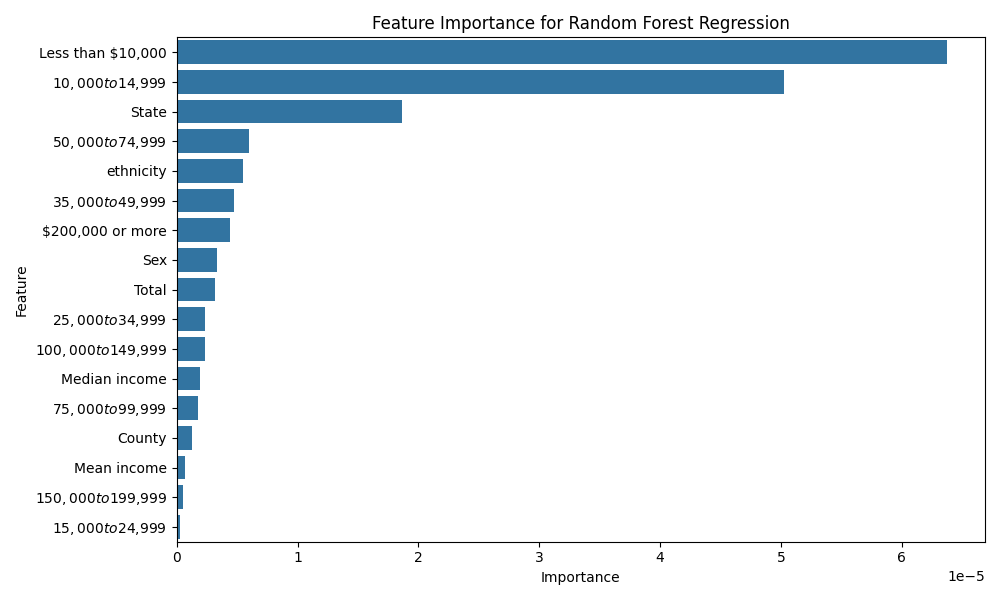 Feature Importance for Random Forest Regression
Less than $10,000
10,000to14,999
State
50,000to74,999
ethnicity
35,000to49,999
$200,000 or more
Sex
Total
25,000to34,999
100,000to149,999
Median income
75,000to99,999
County
Mean income
150,000to199,999
15,000to24,999
Feature
0 1 2 3 4 5 6
1e−5
Importance